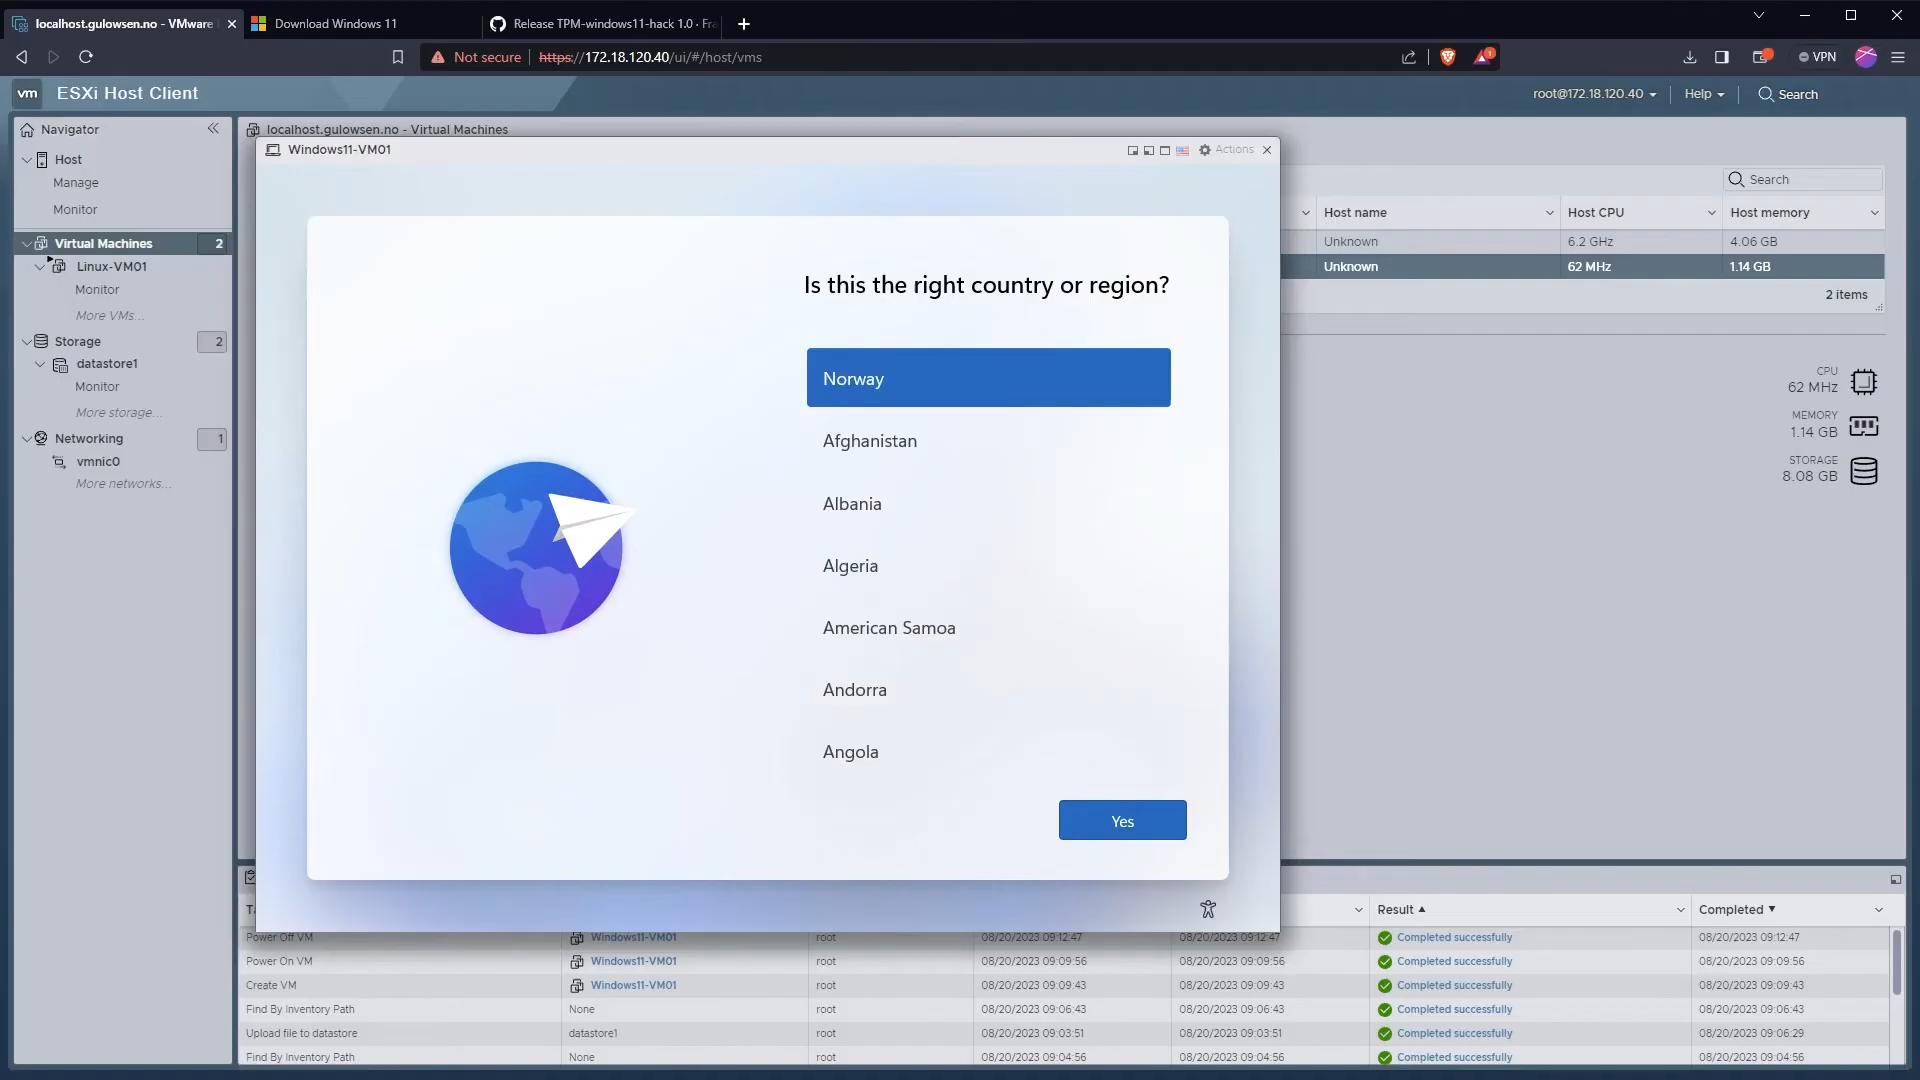 localhost.gulowsen.no - VMware
Download Windows 11
Release TPM-windows11-hack 1.0 · Fra
Not secure
https://172.18.120.40/ui/#/host/vms
1
VPN
vm
ESXi Host Client
root@172.18.120.40
Help
Search
Navigator
localhost.gulowsen.no - Virtual Machines
Windows11-VM01
Actions
Host
Manage
Monitor
Virtual Machines 2
Linux-VM01
Monitor
More VMs...
Storage 2
datastore1
Monitor
More storage...
Networking 1
vmnic0
More networks...
Is this the right country or region?
Norway
Afghanistan
Albania
Algeria
American Samoa
Andorra
Angola
Yes
Search
Host name Host CPU Host memory
Unknown 6.2 GHz 4.06 GB
Unknown 62 MHz 1.14 GB
2 items
CPU
62 MHz
MEMORY
1.14 GB
STORAGE
8.08 GB
Result Completed
Power Off VM Windows11-VM01 root 08/20/2023 09:12:47 08/20/2023 09:12:47 Completed successfully 08/20/2023 09:12:47
Power On VM Windows11-VM01 root 08/20/2023 09:09:56 08/20/2023 09:09:56 Completed successfully 08/20/2023 09:09:56
Create VM Windows11-VM01 root 08/20/2023 09:09:43 08/20/2023 09:09:43 Completed successfully 08/20/2023 09:09:43
Find By Inventory Path None root 08/20/2023 09:06:43 08/20/2023 09:06:43 Completed successfully 08/20/2023 09:06:43
Upload file to datastore datastore1 root 08/20/2023 09:03:51 08/20/2023 09:03:51 Completed successfully 08/20/2023 09:06:29
Find By Inventory Path None root 08/20/2023 09:04:56 08/20/2023 09:04:56 Completed successfully 08/20/2023 09:04:56